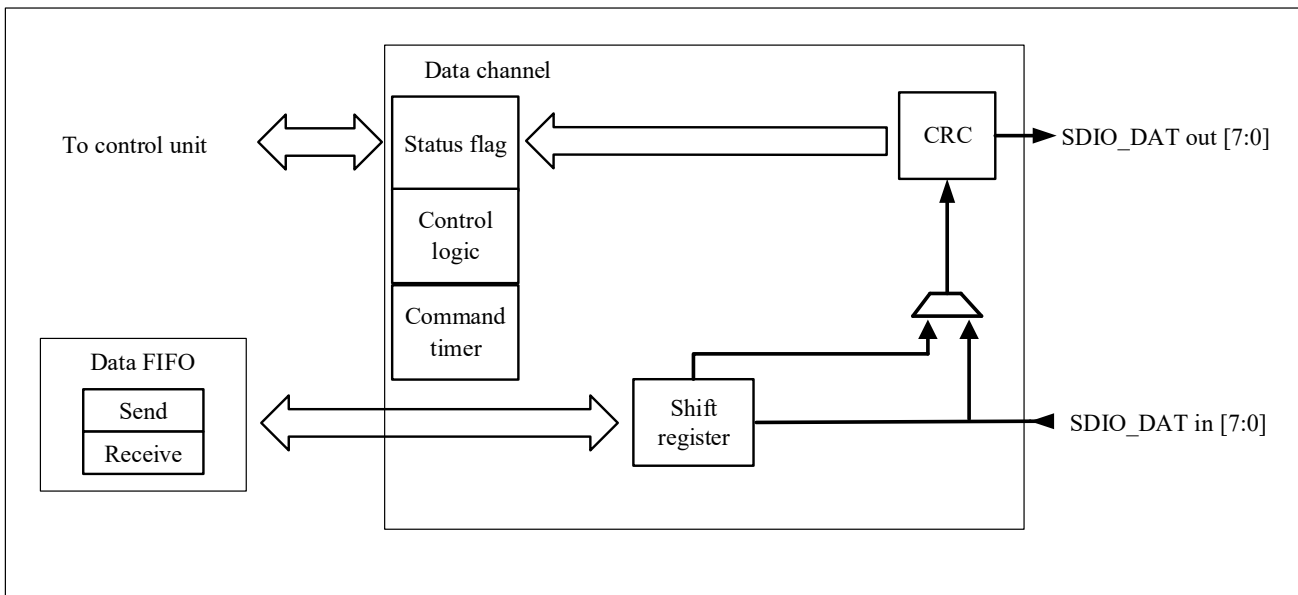 Data channel
To control unit
Status flag
CRC
SDIO_DAT out [7:0]
Control
logic
Command
timer
Data FIFO
Send
Receive
Shift
register
SDIO_DAT in [7:0]